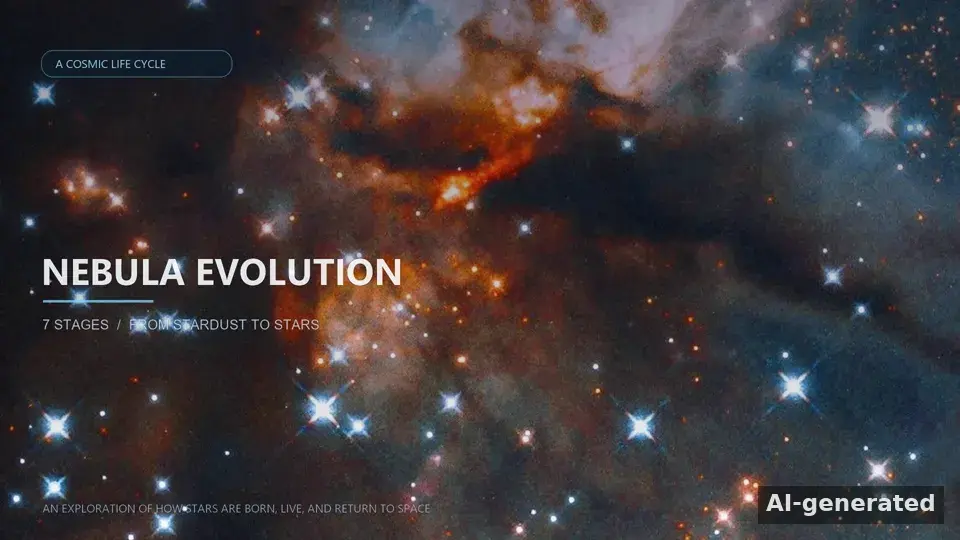 A COSMIC LIFE CYCLE
NEBULA EVOLUTION
7 STAGES / FROM STARDUST TO STARS
AN EXPLORATION OF HOW STARS ARE BORN, LIVE, AND RETURN TO SPACE
AI-generated